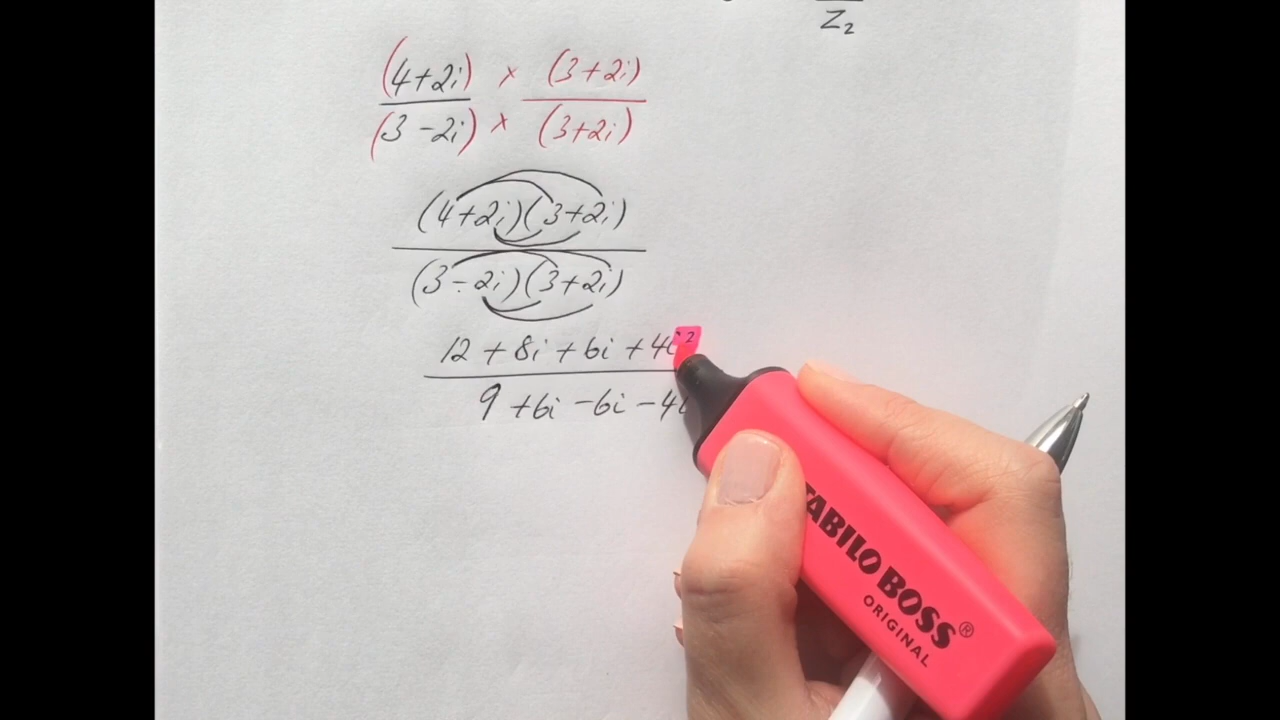 Z₂
(4+2i) × (3+2i)
(3-2i) × (3+2i)
(4+2i)(3+2i)
(3-2i)(3+2i)
12 + 8i + 6i + 4i²
9 + 6i - 6i - 4i
STABILO BOSS®
ORIGINAL